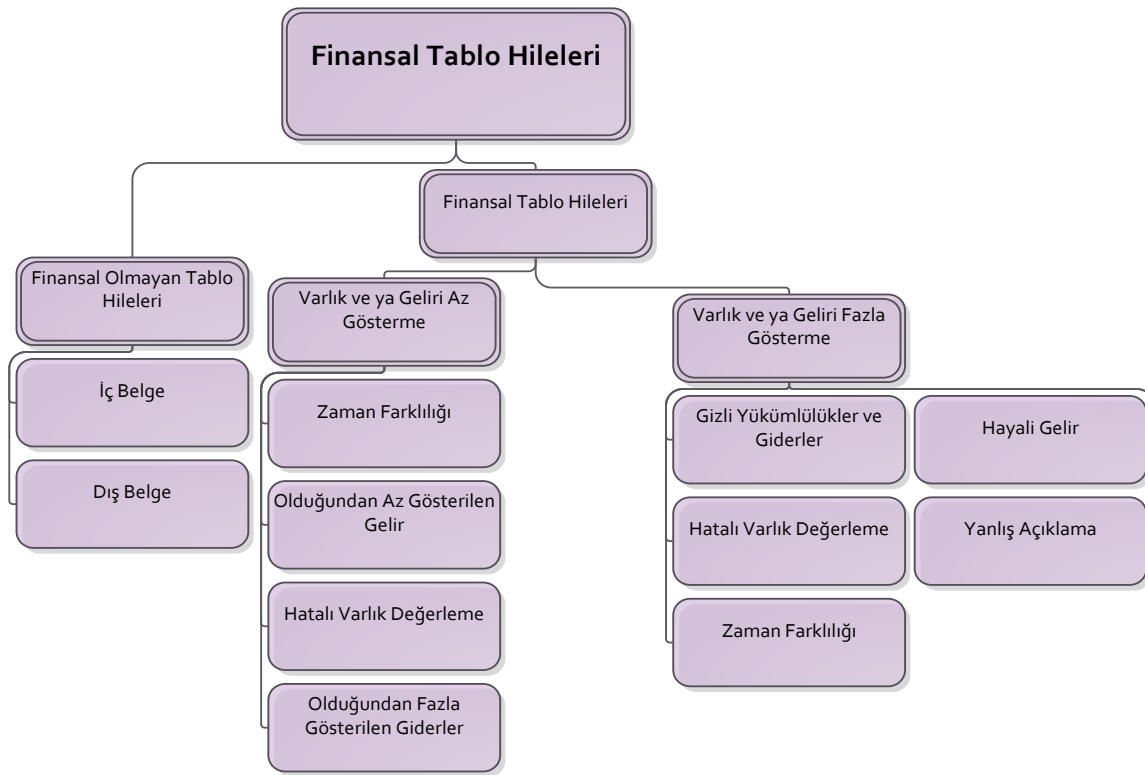 Finansal Tablo Hileleri
Finansal Tablo Hileleri
Finansal Olmayan Tablo
Hileleri
İç Belge
Dış Belge
Varlık ve ya Geliri Az
Gösterme
Zaman Farklılığı
Olduğundan Az Gösterilen
Gelir
Hatalı Varlık Değerleme
Olduğundan Fazla
Gösterilen Giderler
Varlık ve ya Geliri Fazla
Gösterme
Gizli Yükümlülükler ve
Giderler
Hayali Gelir
Hatalı Varlık Değerleme
Yanlış Açıklama
Zaman Farklılığı